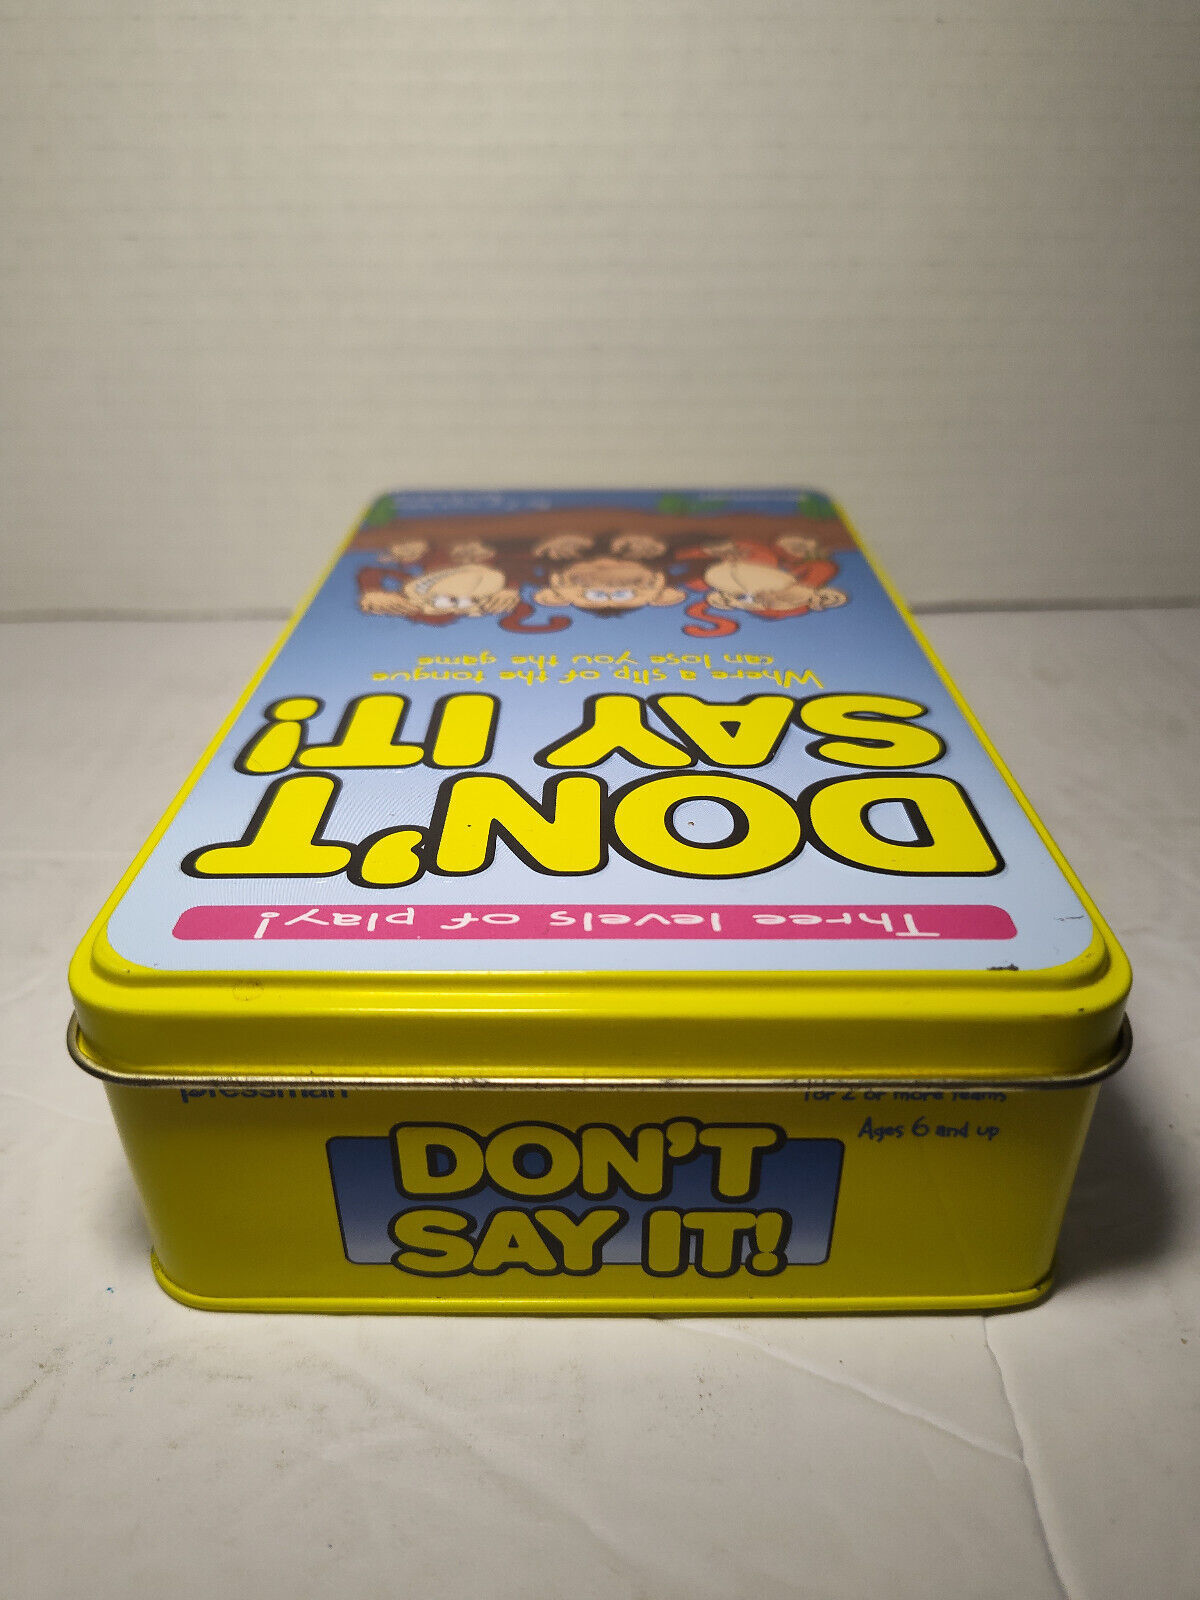 Three levels of play!
DON'T
SAY IT!
Where a slip of the tongue
can lose you the game
pressman
for 2 or more teams
Ages 6 and up
DON'T
SAY IT!